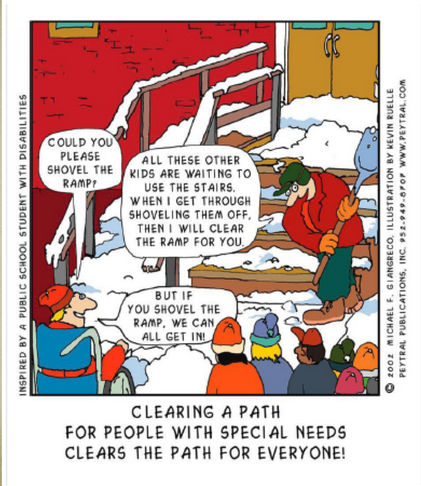 COULD YOU
PLEASE
SHOVEL THE
RAMP?
ALL THESE OTHER
KIDS ARE WAITING TO
USE THE STAIRS.
WHEN I GET THROUGH
SHOVELING THEM OFF,
THEN I WILL CLEAR
THE RAMP FOR YOU.
BUT IF
YOU SHOVEL THE
RAMP, WE CAN
ALL GET IN!
CLEARING A PATH
FOR PEOPLE WITH SPECIAL NEEDS
CLEARS THE PATH FOR EVERYONE!
INSPIRED BY A PUBLIC SCHOOL STUDENT WITH DISABILITIES
© 2002 MICHAEL F. GIANGRECO, ILLUSTRATION BY KEVIN RUELLE
PEYTRAL PUBLICATIONS, INC. 952-949-8707 WWW.PEYTRAL.COM